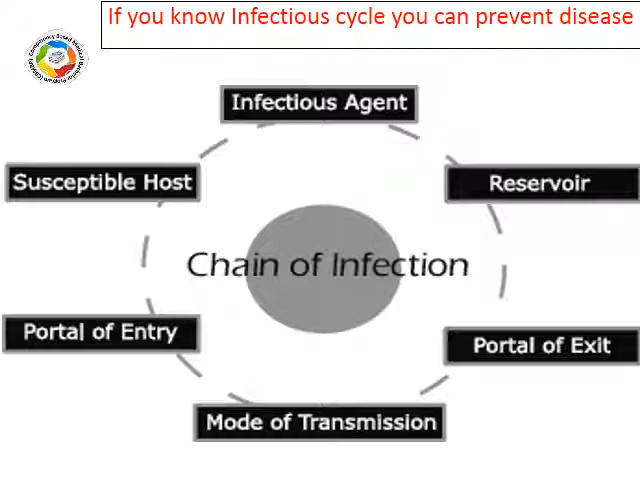 If you know Infectious cycle you can prevent disease
Infectious Agent
Susceptible Host
Reservoir
Chain of Infection
Portal of Entry
Portal of Exit
Mode of Transmission